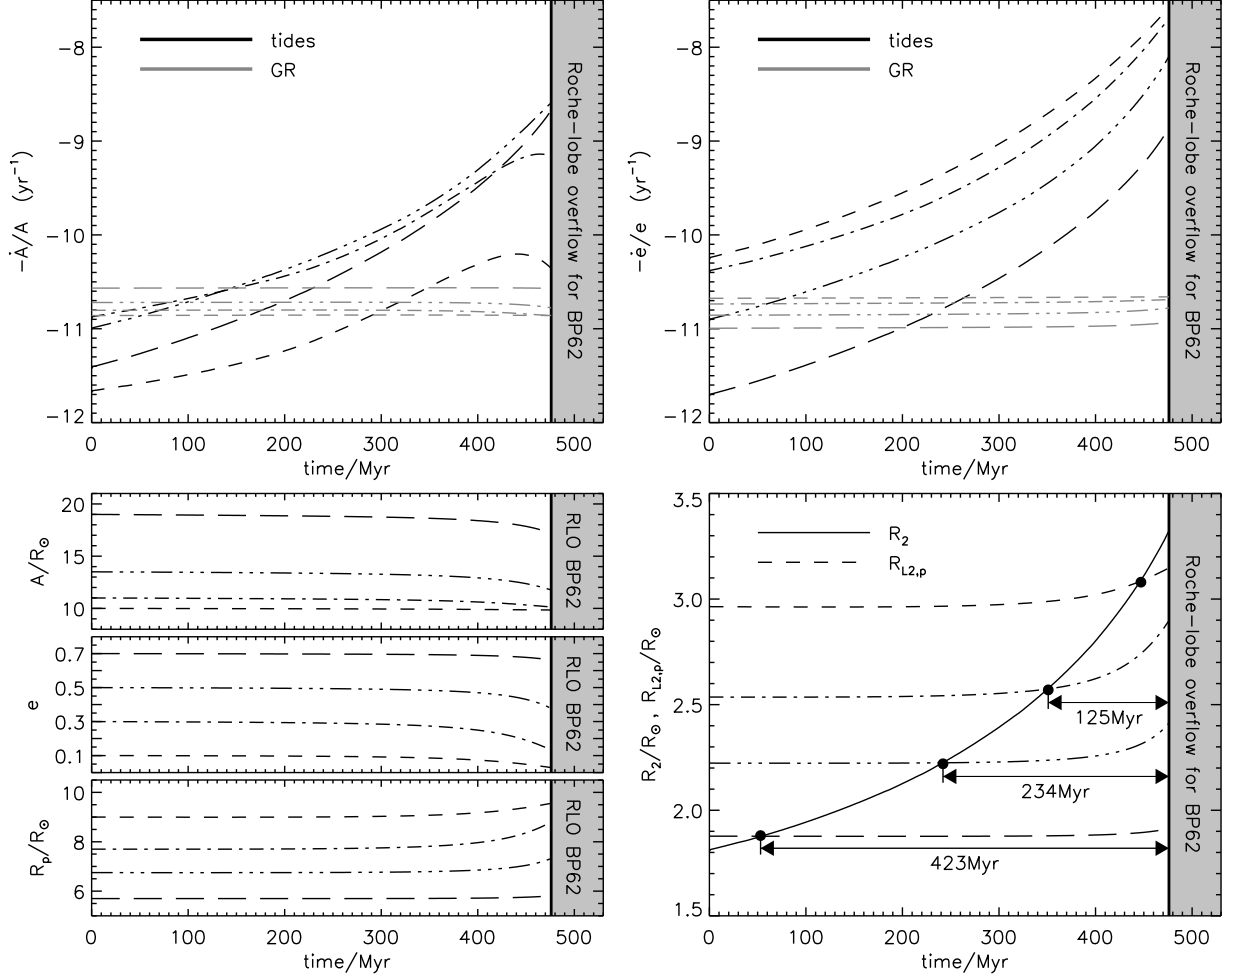 −8
−9
−10
−11
−12
−Ȧ/A (yr⁻¹)
tides
GR
Roche−lobe overflow for BP62
0 100 200 300 400 500
time/Myr
−8
−9
−10
−11
−12
−ė/e (yr⁻¹)
tides
GR
Roche−lobe overflow for BP62
0 100 200 300 400 500
time/Myr
20
15
10
A/R⊙
RLO BP62
0.7
0.5
0.3
0.1
e
RLO BP62
10
8
6
Rₚ/R⊙
RLO BP62
0 100 200 300 400 500
time/Myr
3.5
3.0
2.5
2.0
1.5
R₂/R⊙ , R_L2,p/R⊙
R₂
R_L2,p
125Myr
234Myr
423Myr
Roche−lobe overflow for BP62
0 100 200 300 400 500
time/Myr